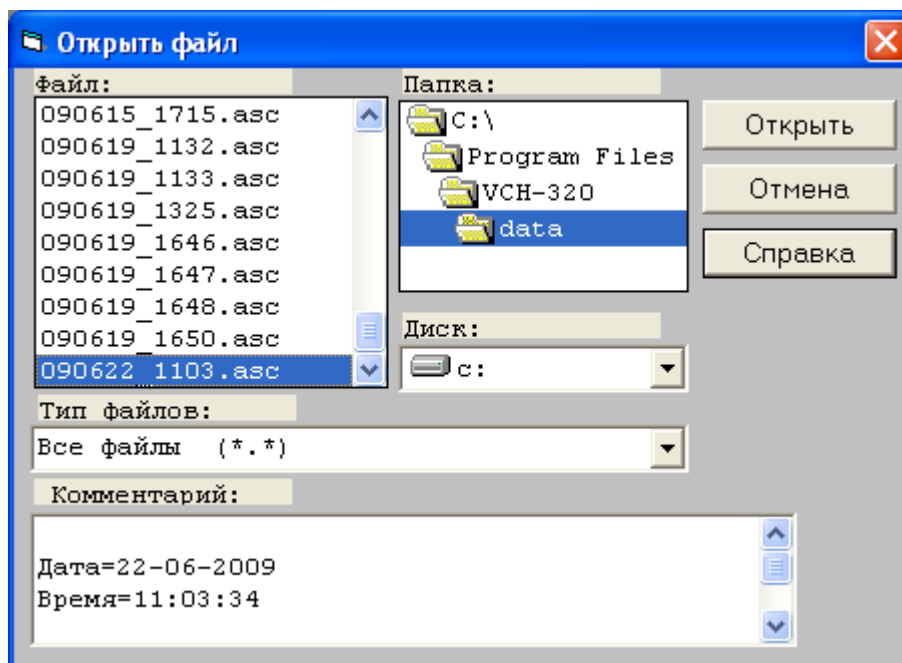 Открыть файл
Файл:
090615_1715.asc
090619_1132.asc
090619_1133.asc
090619_1325.asc
090619_1646.asc
090619_1647.asc
090619_1648.asc
090619_1650.asc
090622_1103.asc
Папка:
C:\
Program Files
VCH-320
data
Открыть
Отмена
Справка
Диск:
c:
Тип файлов:
Все файлы (*.*)
Комментарий:
Дата=22-06-2009
Время=11:03:34